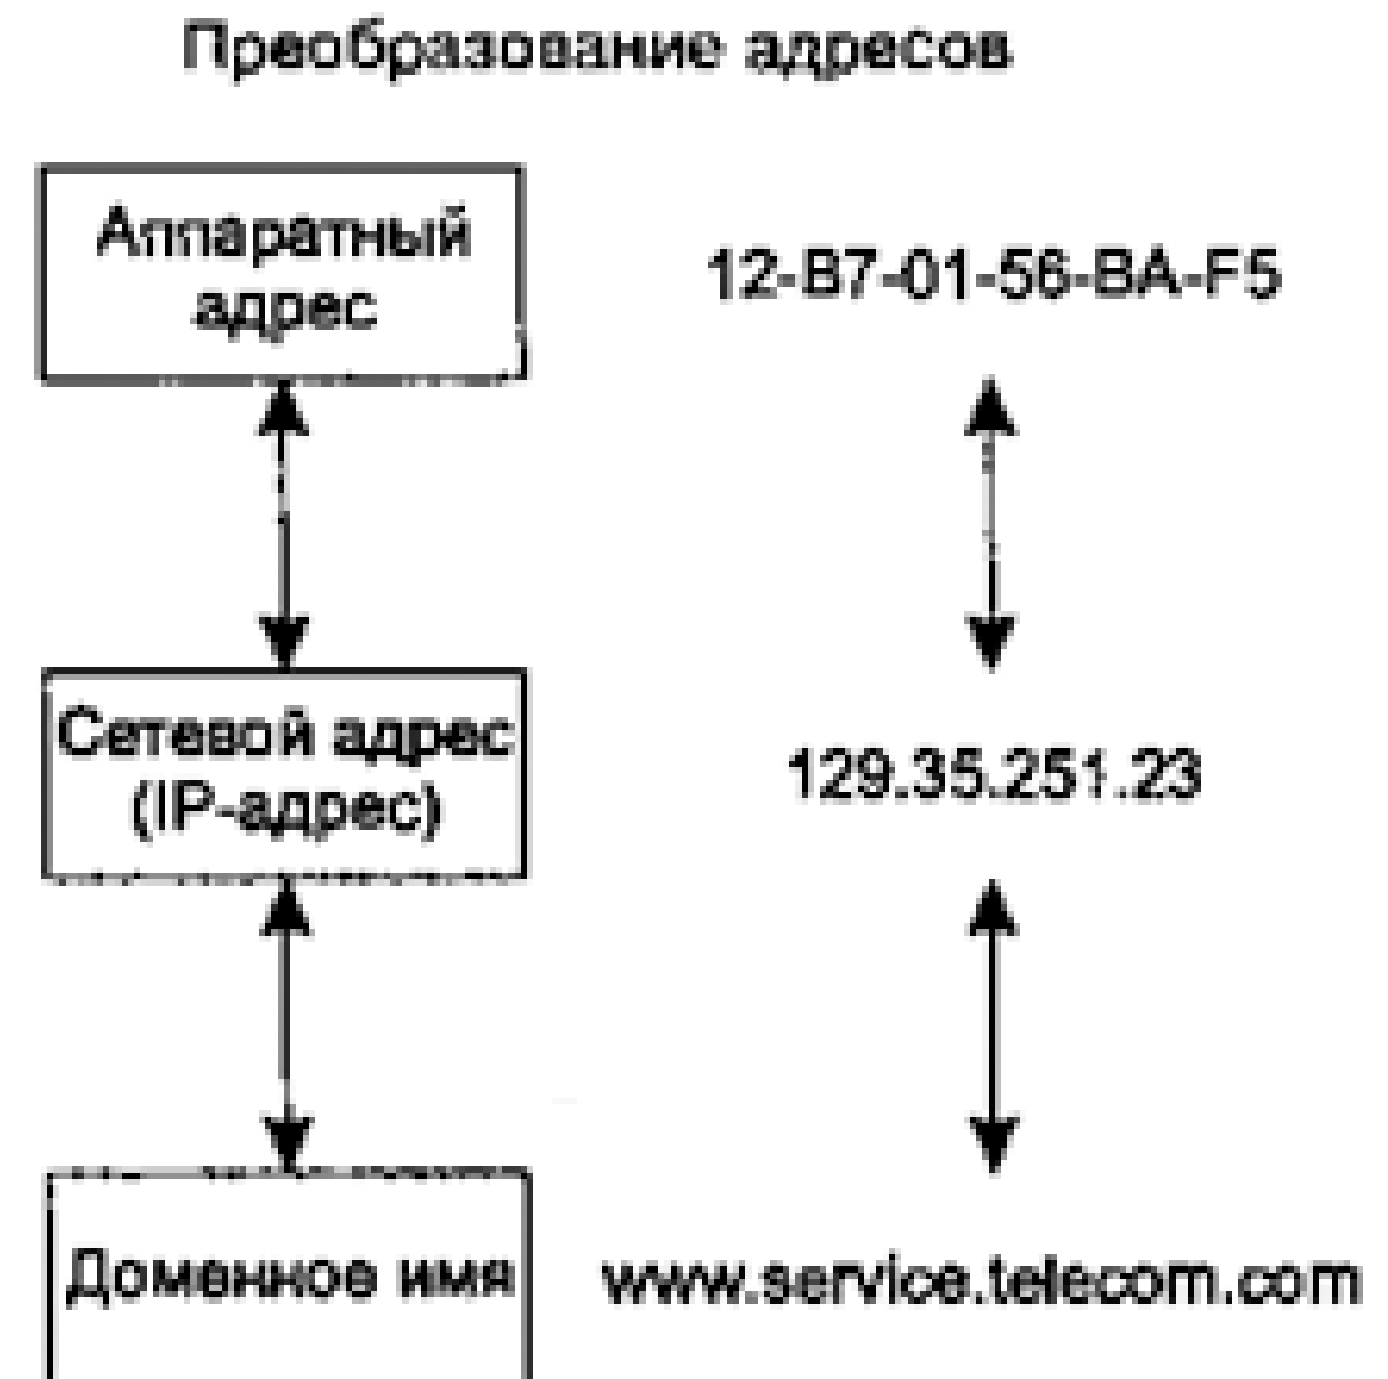 Преобразование адресов
Аппаратный
адрес
12-B7-01-56-BA-F5
Сетевой адрес
(IP-адрес)
129.35.251.23
Доменное имя
www.service.telecom.com